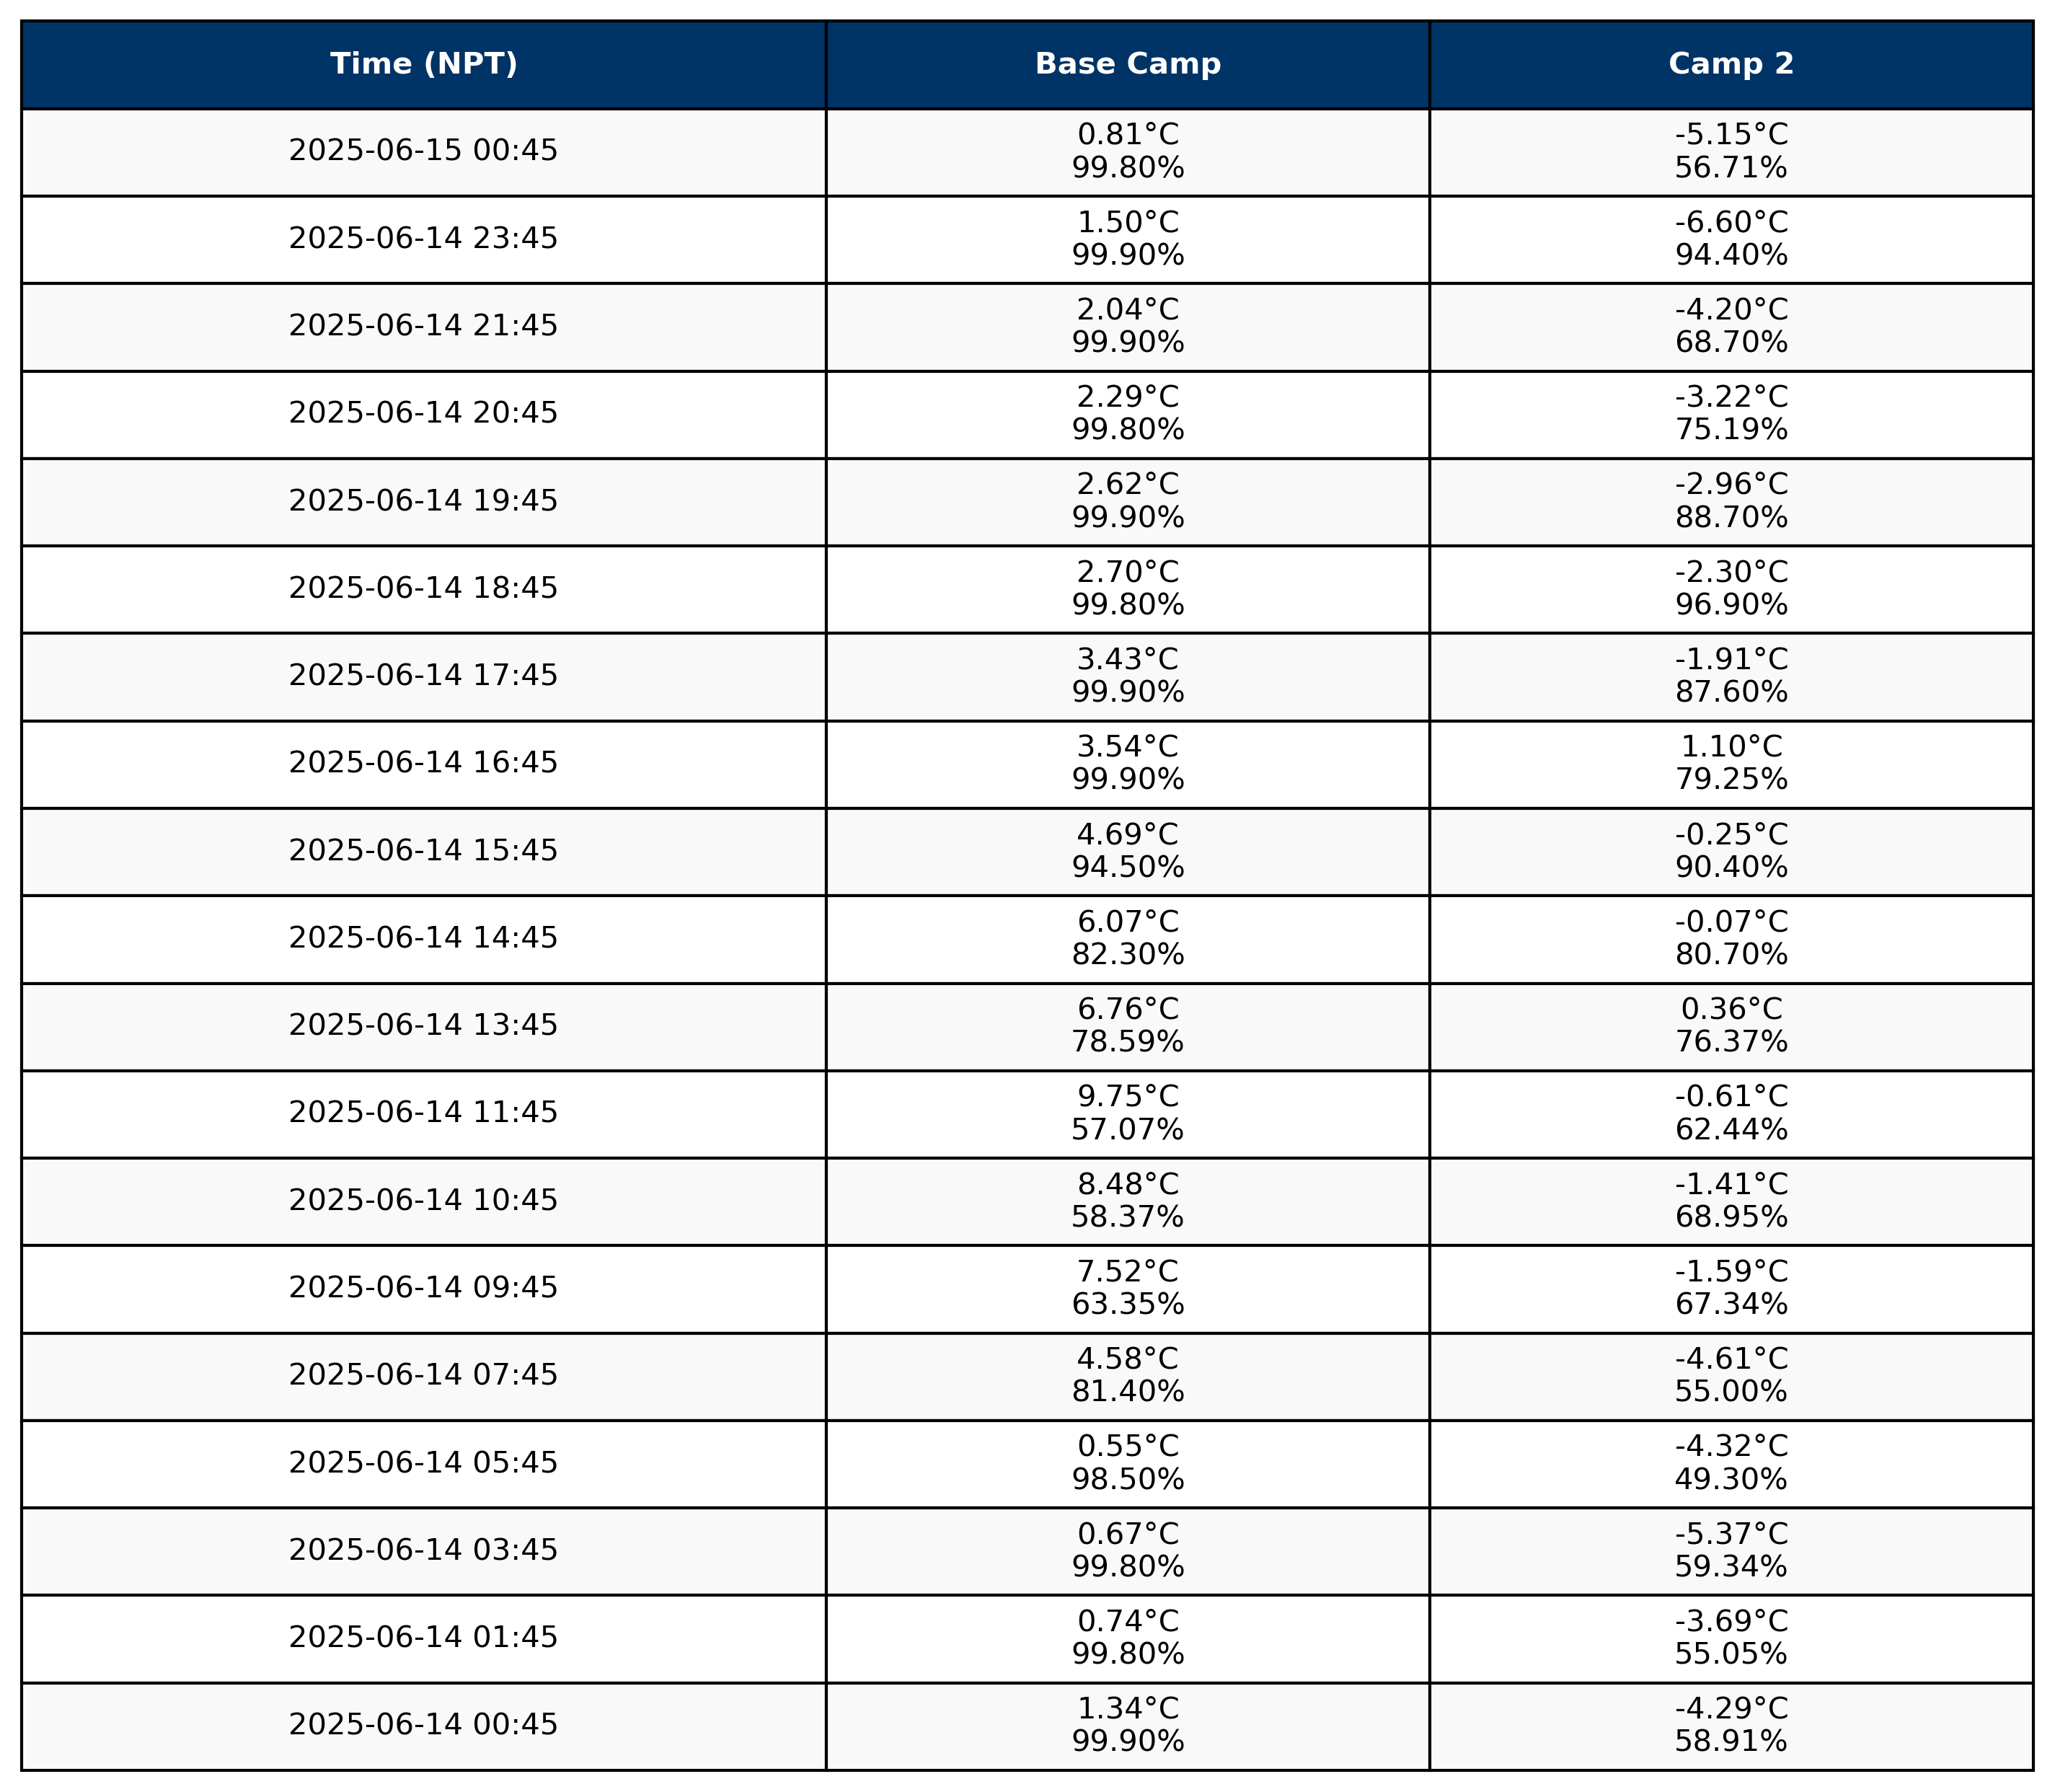 Time (NPT) Base Camp Camp 2
2025-06-15 00:45 0.81°C 99.80% -5.15°C 56.71%
2025-06-14 23:45 1.50°C 99.90% -6.60°C 94.40%
2025-06-14 21:45 2.04°C 99.90% -4.20°C 68.70%
2025-06-14 20:45 2.29°C 99.80% -3.22°C 75.19%
2025-06-14 19:45 2.62°C 99.90% -2.96°C 88.70%
2025-06-14 18:45 2.70°C 99.80% -2.30°C 96.90%
2025-06-14 17:45 3.43°C 99.90% -1.91°C 87.60%
2025-06-14 16:45 3.54°C 99.90% 1.10°C 79.25%
2025-06-14 15:45 4.69°C 94.50% -0.25°C 90.40%
2025-06-14 14:45 6.07°C 82.30% -0.07°C 80.70%
2025-06-14 13:45 6.76°C 78.59% 0.36°C 76.37%
2025-06-14 11:45 9.75°C 57.07% -0.61°C 62.44%
2025-06-14 10:45 8.48°C 58.37% -1.41°C 68.95%
2025-06-14 09:45 7.52°C 63.35% -1.59°C 67.34%
2025-06-14 07:45 4.58°C 81.40% -4.61°C 55.00%
2025-06-14 05:45 0.55°C 98.50% -4.32°C 49.30%
2025-06-14 03:45 0.67°C 99.80% -5.37°C 59.34%
2025-06-14 01:45 0.74°C 99.80% -3.69°C 55.05%
2025-06-14 00:45 1.34°C 99.90% -4.29°C 58.91%